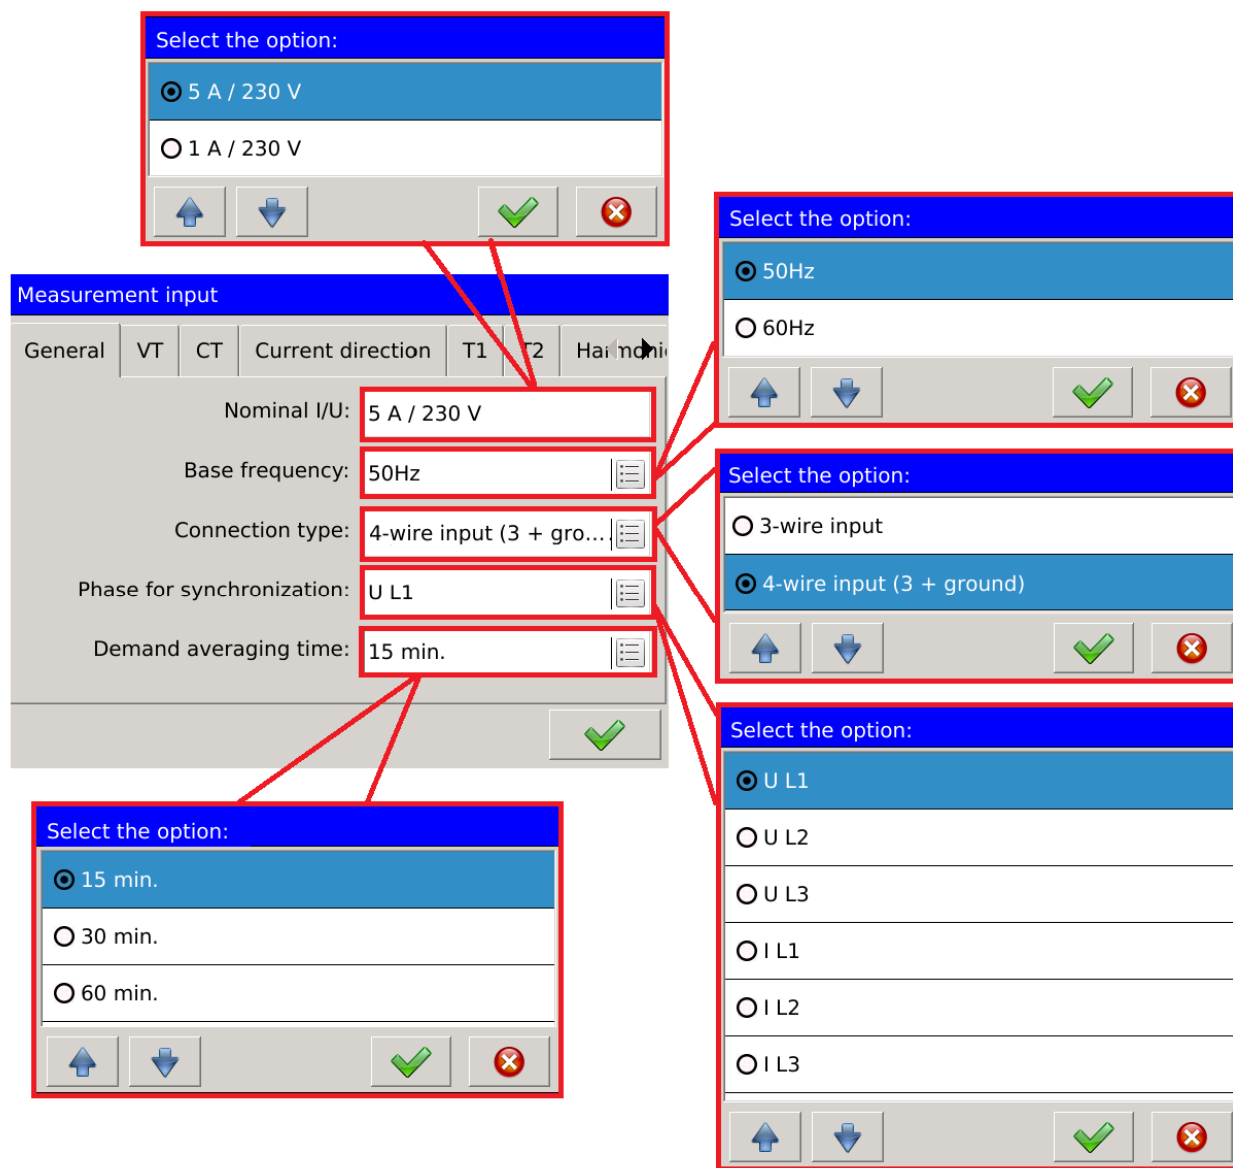 Select the option:
5 A / 230 V
1 A / 230 V
Select the option:
50Hz
60Hz
Measurement input
General VT CT Current direction T1 T2 Harmoni
Nominal I/U: 5 A / 230 V
Base frequency: 50Hz
Connection type: 4-wire input (3 + gro...
Phase for synchronization: U L1
Demand averaging time: 15 min.
Select the option:
3-wire input
4-wire input (3 + ground)
Select the option:
U L1
U L2
U L3
I L1
I L2
I L3
Select the option:
15 min.
30 min.
60 min.